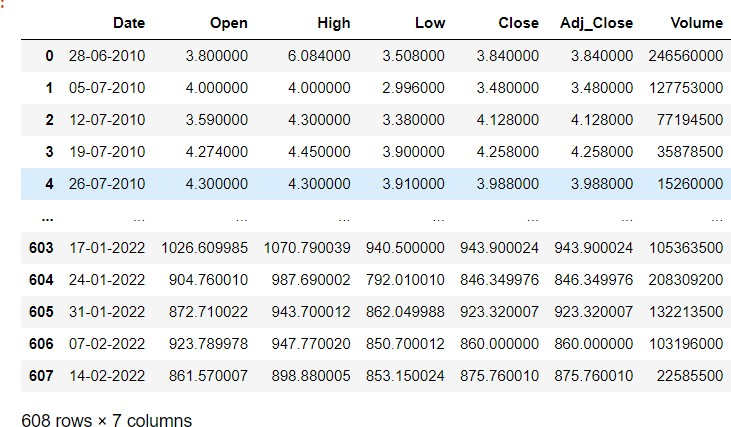 Date Open High Low Close Adj_Close Volume
0 28-06-2010 3.800000 6.084000 3.508000 3.840000 3.840000 246560000
1 05-07-2010 4.000000 4.000000 2.996000 3.480000 3.480000 127753000
2 12-07-2010 3.590000 4.300000 3.380000 4.128000 4.128000 77194500
3 19-07-2010 4.274000 4.450000 3.900000 4.258000 4.258000 35878500
4 26-07-2010 4.300000 4.300000 3.910000 3.988000 3.988000 15260000
... ... ... ... ... ... ... ...
603 17-01-2022 1026.609985 1070.790039 940.500000 943.900024 943.900024 105363500
604 24-01-2022 904.760010 987.690002 792.010010 846.349976 846.349976 208309200
605 31-01-2022 872.710022 943.700012 862.049988 923.320007 923.320007 132213500
606 07-02-2022 923.789978 947.770020 850.700012 860.000000 860.000000 103196000
607 14-02-2022 861.570007 898.880005 853.150024 875.760010 875.760010 22585500
608 rows × 7 columns